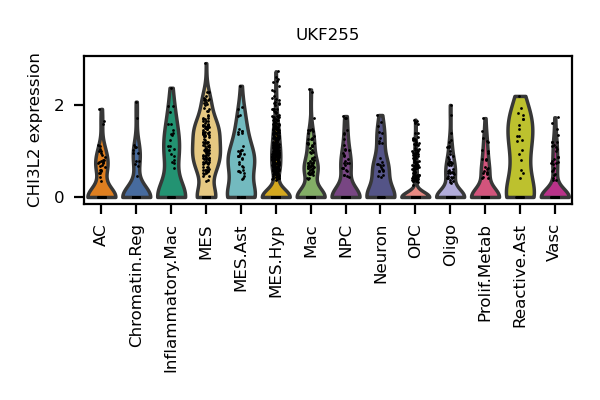 UKF255
CHI3L2 expression
2
0
AC
Chromatin.Reg
Inflammatory.Mac
MES
MES.Ast
MES.Hyp
Mac
NPC
Neuron
OPC
Oligo
Prolif.Metab
Reactive.Ast
Vasc